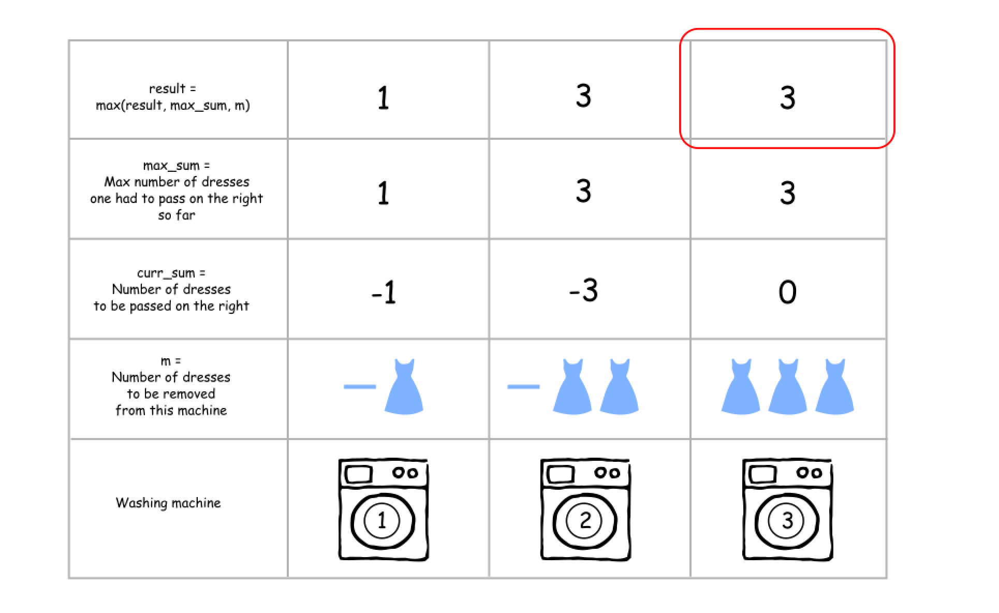 result =
max(result, max_sum, m)
1
3
3
max_sum =
Max number of dresses
one had to pass on the right
so far
1
3
3
curr_sum =
Number of dresses
to be passed on the right
-1
-3
0
m =
Number of dresses
to be removed
from this machine
Washing machine
1
2
3